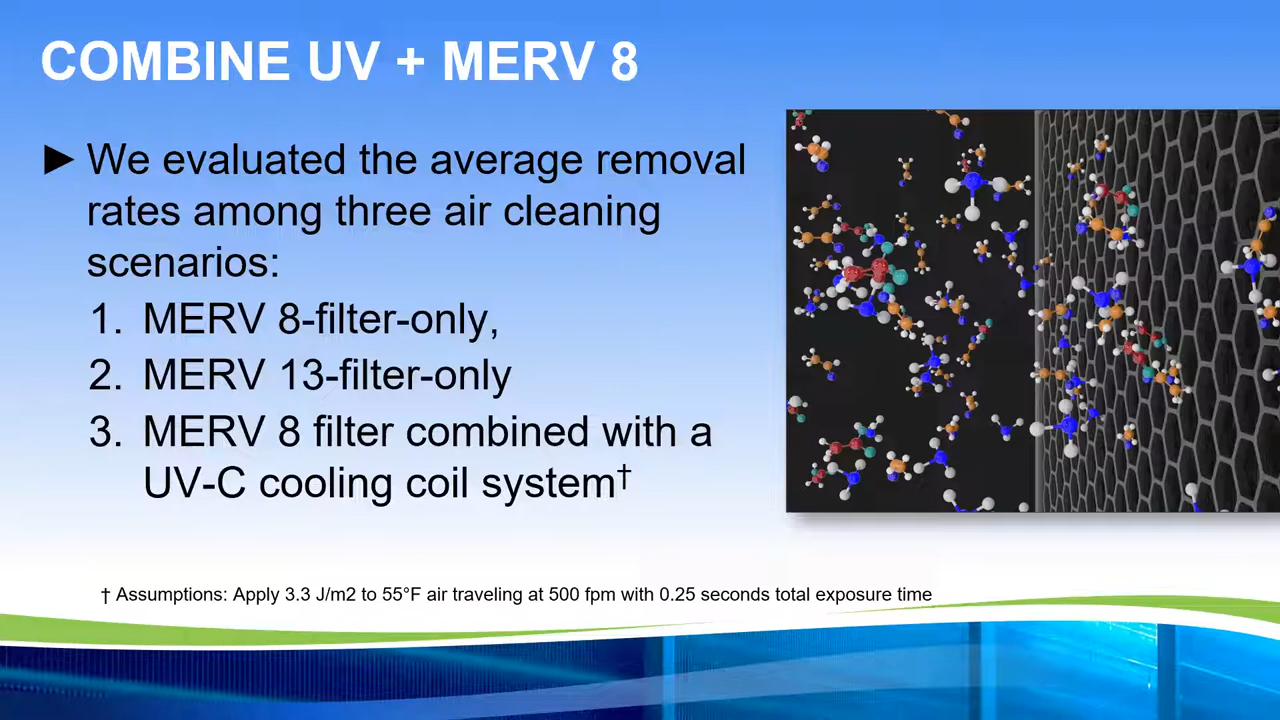 COMBINE UV + MERV 8
► We evaluated the average removal
rates among three air cleaning
scenarios:
1. MERV 8-filter-only,
2. MERV 13-filter-only
3. MERV 8 filter combined with a
UV-C cooling coil system†
† Assumptions: Apply 3.3 J/m2 to 55°F air traveling at 500 fpm with 0.25 seconds total exposure time